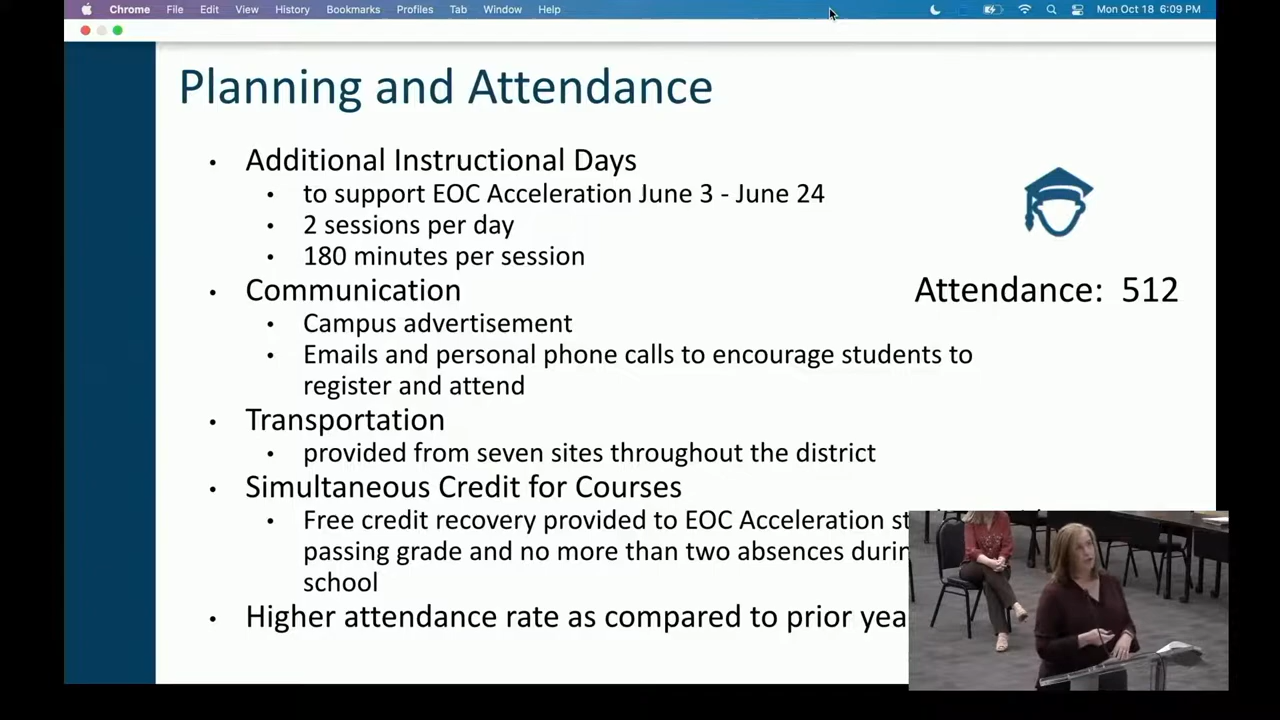 Chrome File Edit View History Bookmarks Profiles Tab Window Help Mon Oct 18 6:09 PM
Planning and Attendance
• Additional Instructional Days
• to support EOC Acceleration June 3 - June 24
• 2 sessions per day
• 180 minutes per session
• Communication
Attendance: 512
• Campus advertisement
• Emails and personal phone calls to encourage students to
register and attend
• Transportation
• provided from seven sites throughout the district
• Simultaneous Credit for Courses
• Free credit recovery provided to EOC Acceleration
passing grade and no more than two absences
school
• Higher attendance rate as compared to prior